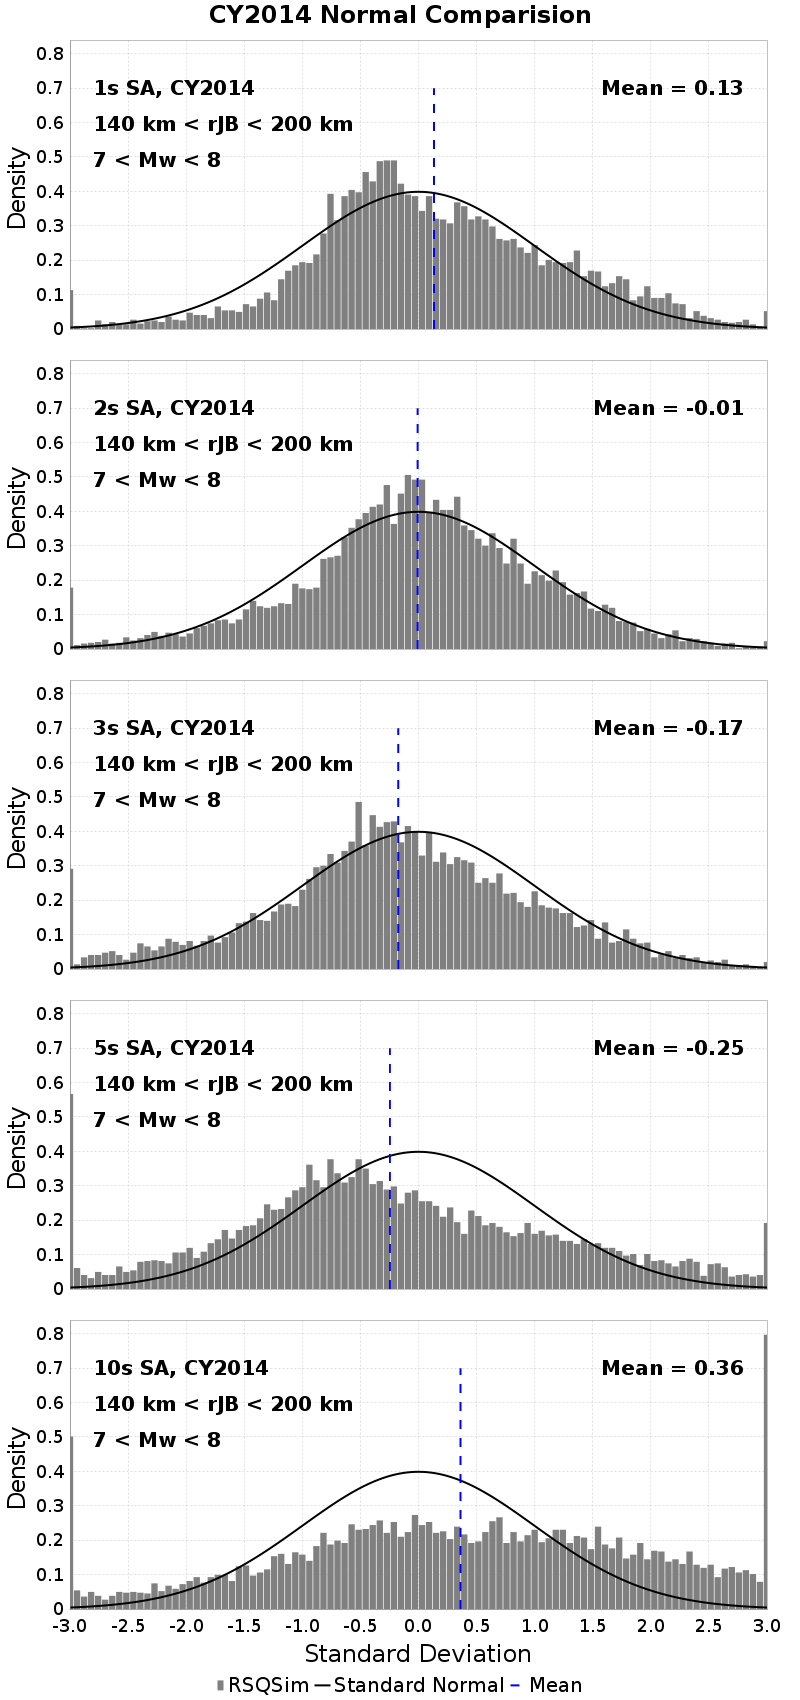 CY2014 Normal Comparision
0.8
0.7
0.6
0.5
0.4
0.3
0.2
0.1
0
Density
1s SA, CY2014
140 km < rJB < 200 km
7 < Mw < 8
Mean = 0.13
0.8
0.7
0.6
0.5
0.4
0.3
0.2
0.1
0
Density
2s SA, CY2014
140 km < rJB < 200 km
7 < Mw < 8
Mean = -0.01
0.8
0.7
0.6
0.5
0.4
0.3
0.2
0.1
0
Density
3s SA, CY2014
140 km < rJB < 200 km
7 < Mw < 8
Mean = -0.17
0.8
0.7
0.6
0.5
0.4
0.3
0.2
0.1
0
Density
5s SA, CY2014
140 km < rJB < 200 km
7 < Mw < 8
Mean = -0.25
0.8
0.7
0.6
0.5
0.4
0.3
0.2
0.1
0
Density
10s SA, CY2014
140 km < rJB < 200 km
7 < Mw < 8
Mean = 0.36
-3.0 -2.5 -2.0 -1.5 -1.0 -0.5 0.0 0.5 1.0 1.5 2.0 2.5 3.0
Standard Deviation
RSQSim Standard Normal Mean